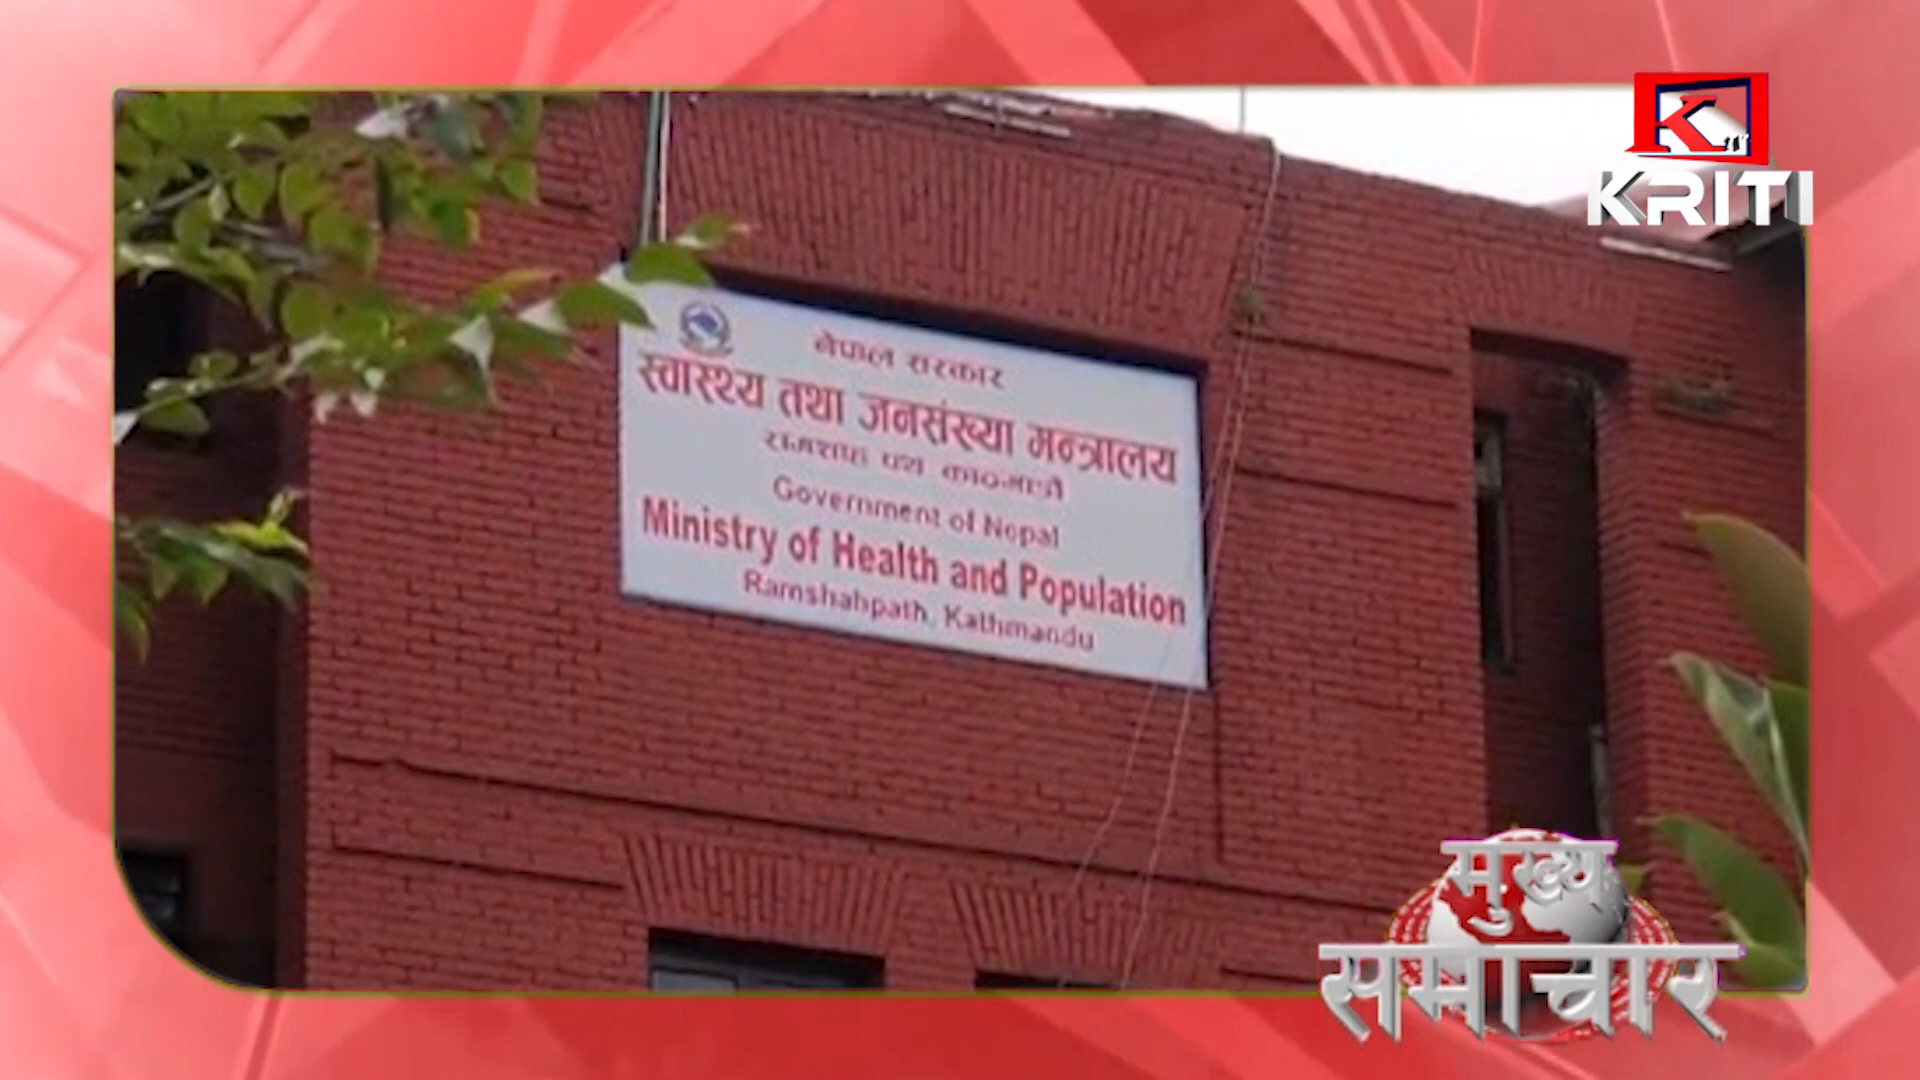 K TV
KRITI
नेपाल सरकार
स्वास्थ्य तथा जनसंख्या मन्त्रालय
रामशाह पथ काठमाडौं
Government of Nepal
Ministry of Health and Population
Ramshahpath, Kathmandu
मुख्य
समाचार